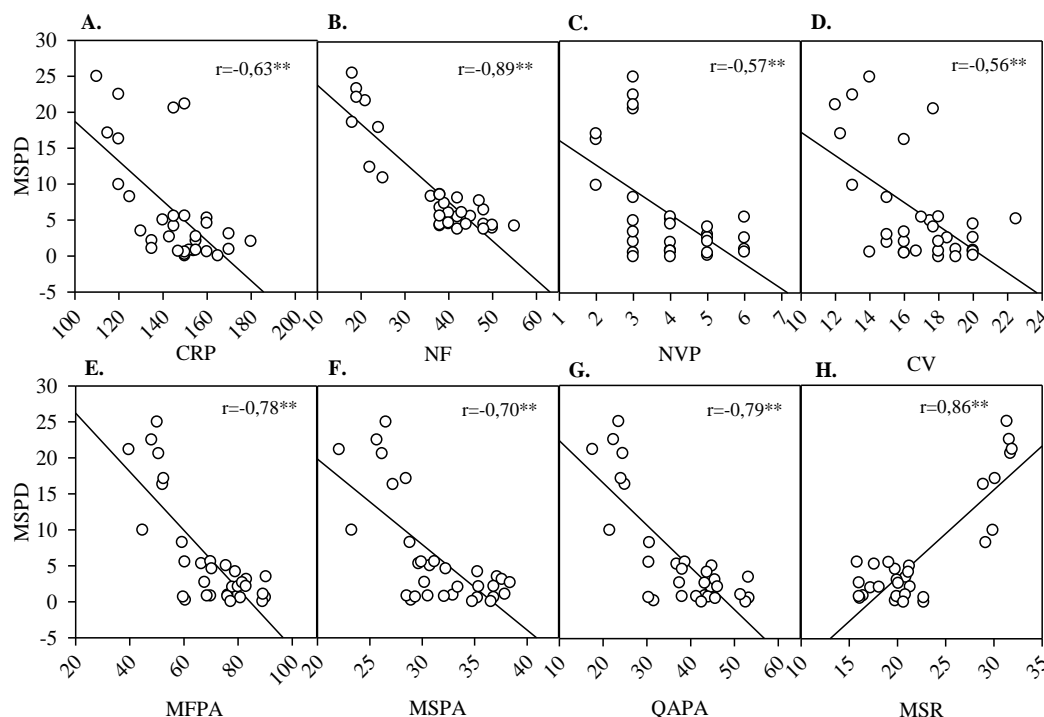 A. B. C. D.
r=-0,63** r=-0,89** r=-0,57** r=-0,56**
MSPD
30
25
20
15
10
5
0
-5
100 120 140 160 180 200 10 20 30 40 50 60 1 2 3 4 5 6 7 10 12 14 16 18 20 22 24
CRP NF NVP CV
E. F. G. H.
r=-0,78** r=-0,70** r=-0,79** r=0,86**
MSPD
30
25
20
15
10
5
0
-5
20 40 60 80 100 20 25 30 35 40 10 20 30 40 50 60 10 15 20 25 30 35
MFPA MSPA QAPA MSR